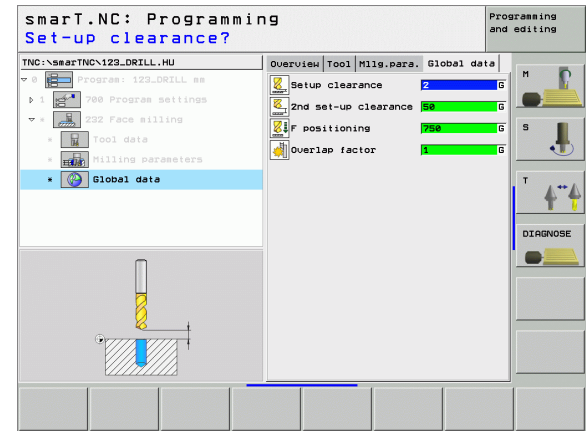 smarT.NC: Programming
Programming and editing
Set-up clearance?
TNC:\smarTNC\123_DRILL.HU
0 Program: 123_DRILL mm
1 700 Program settings
* 232 Face milling
* Tool data
* Milling parameters
* Global data
Overview Tool Mllg.para. Global data
Setup clearance 2 G
2nd set-up clearance 50 G
F positioning 750 G
Overlap factor 1 G
M
S
T
DIAGNOSE